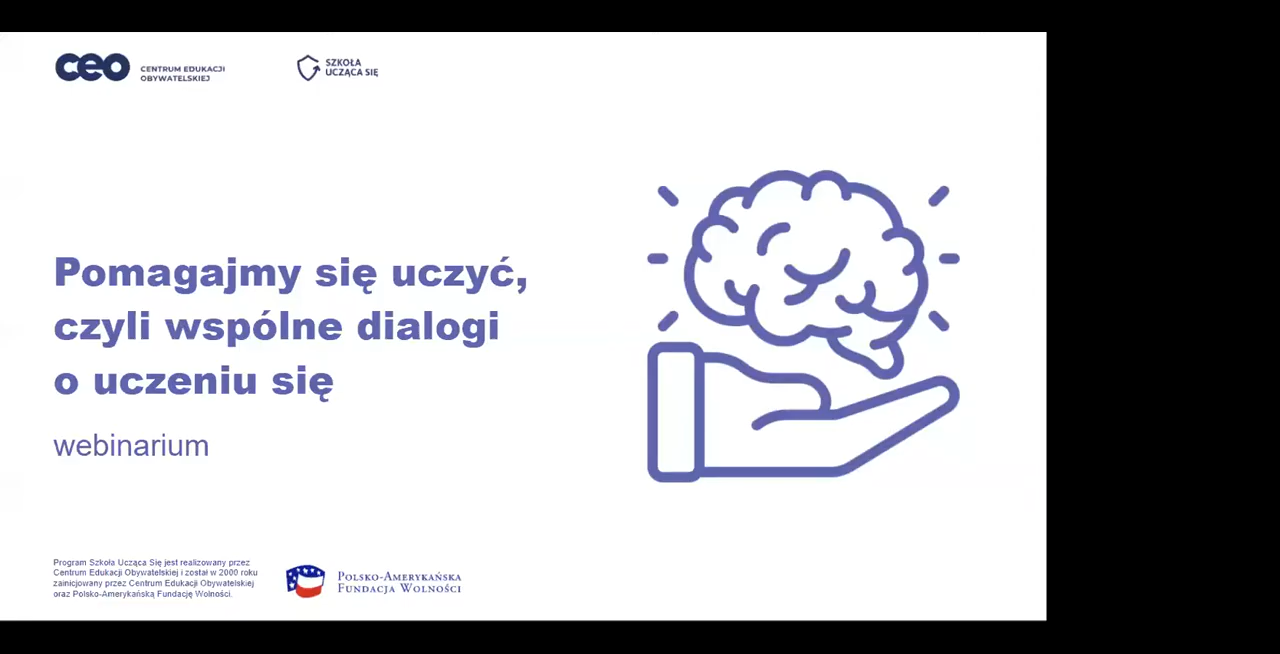 ceo
CENTRUM EDUKACJI
OBYWATELSKIEJ
SZKOŁA
UCZĄCA SIĘ
Pomagajmy się uczyć,
czyli wspólne dialogi
o uczeniu się
webinarium
Program Szkoła Ucząca Się jest realizowany przez
Centrum Edukacji Obywatelskiej i został w 2000 roku
zainicjowany przez Centrum Edukacji Obywatelskiej
oraz Polsko-Amerykańską Fundację Wolności.
POLSKO-AMERYKAŃSKA
FUNDACJA WOLNOŚCI